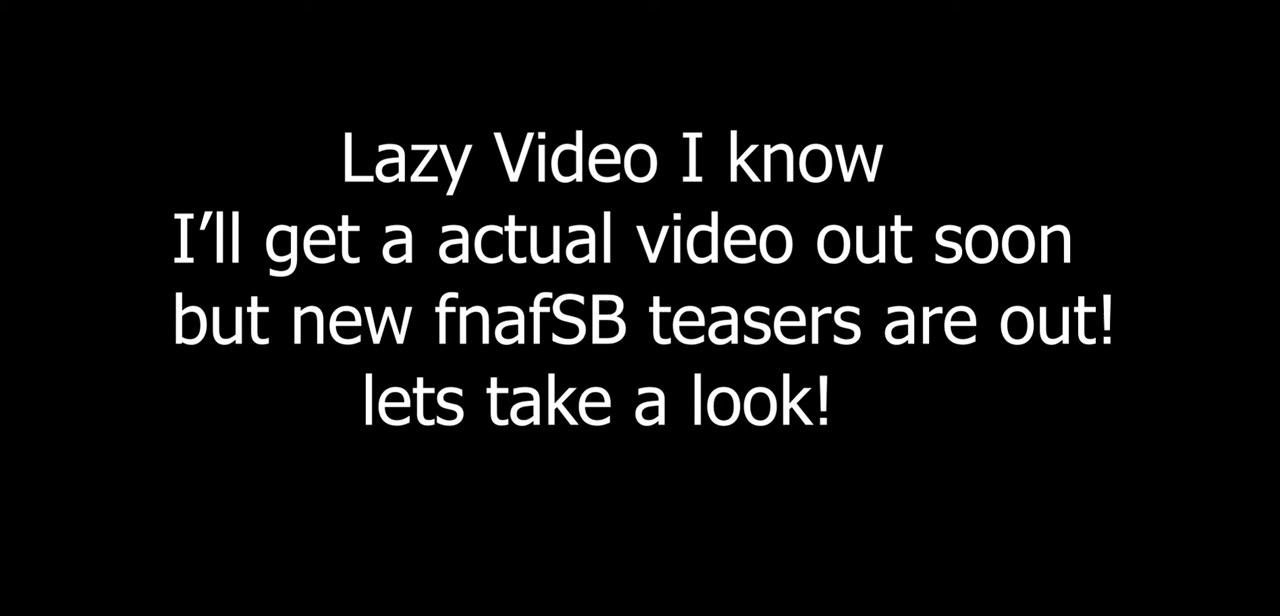 Lazy Video I know
I’ll get a actual video out soon
but new fnafSB teasers are out!
lets take a look!